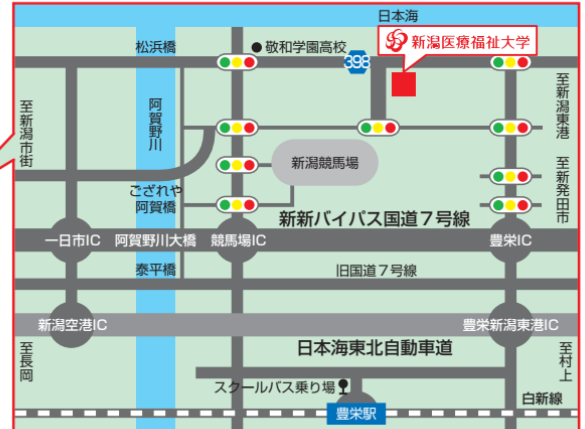 日本海
松浜橋
敬和学園高校
398
新潟医療福祉大学
至新潟市街
阿賀野川
至新潟東港
新潟競馬場
至新発田市
ござれや
阿賀橋
新新バイパス国道7号線
一日市IC
阿賀野川大橋
競馬場IC
豊栄IC
泰平橋
旧国道7号線
新潟空港IC
豊栄新潟東港IC
至長岡
日本海東北自動車道
至村上
スクールバス乗り場
白新線
豊栄駅